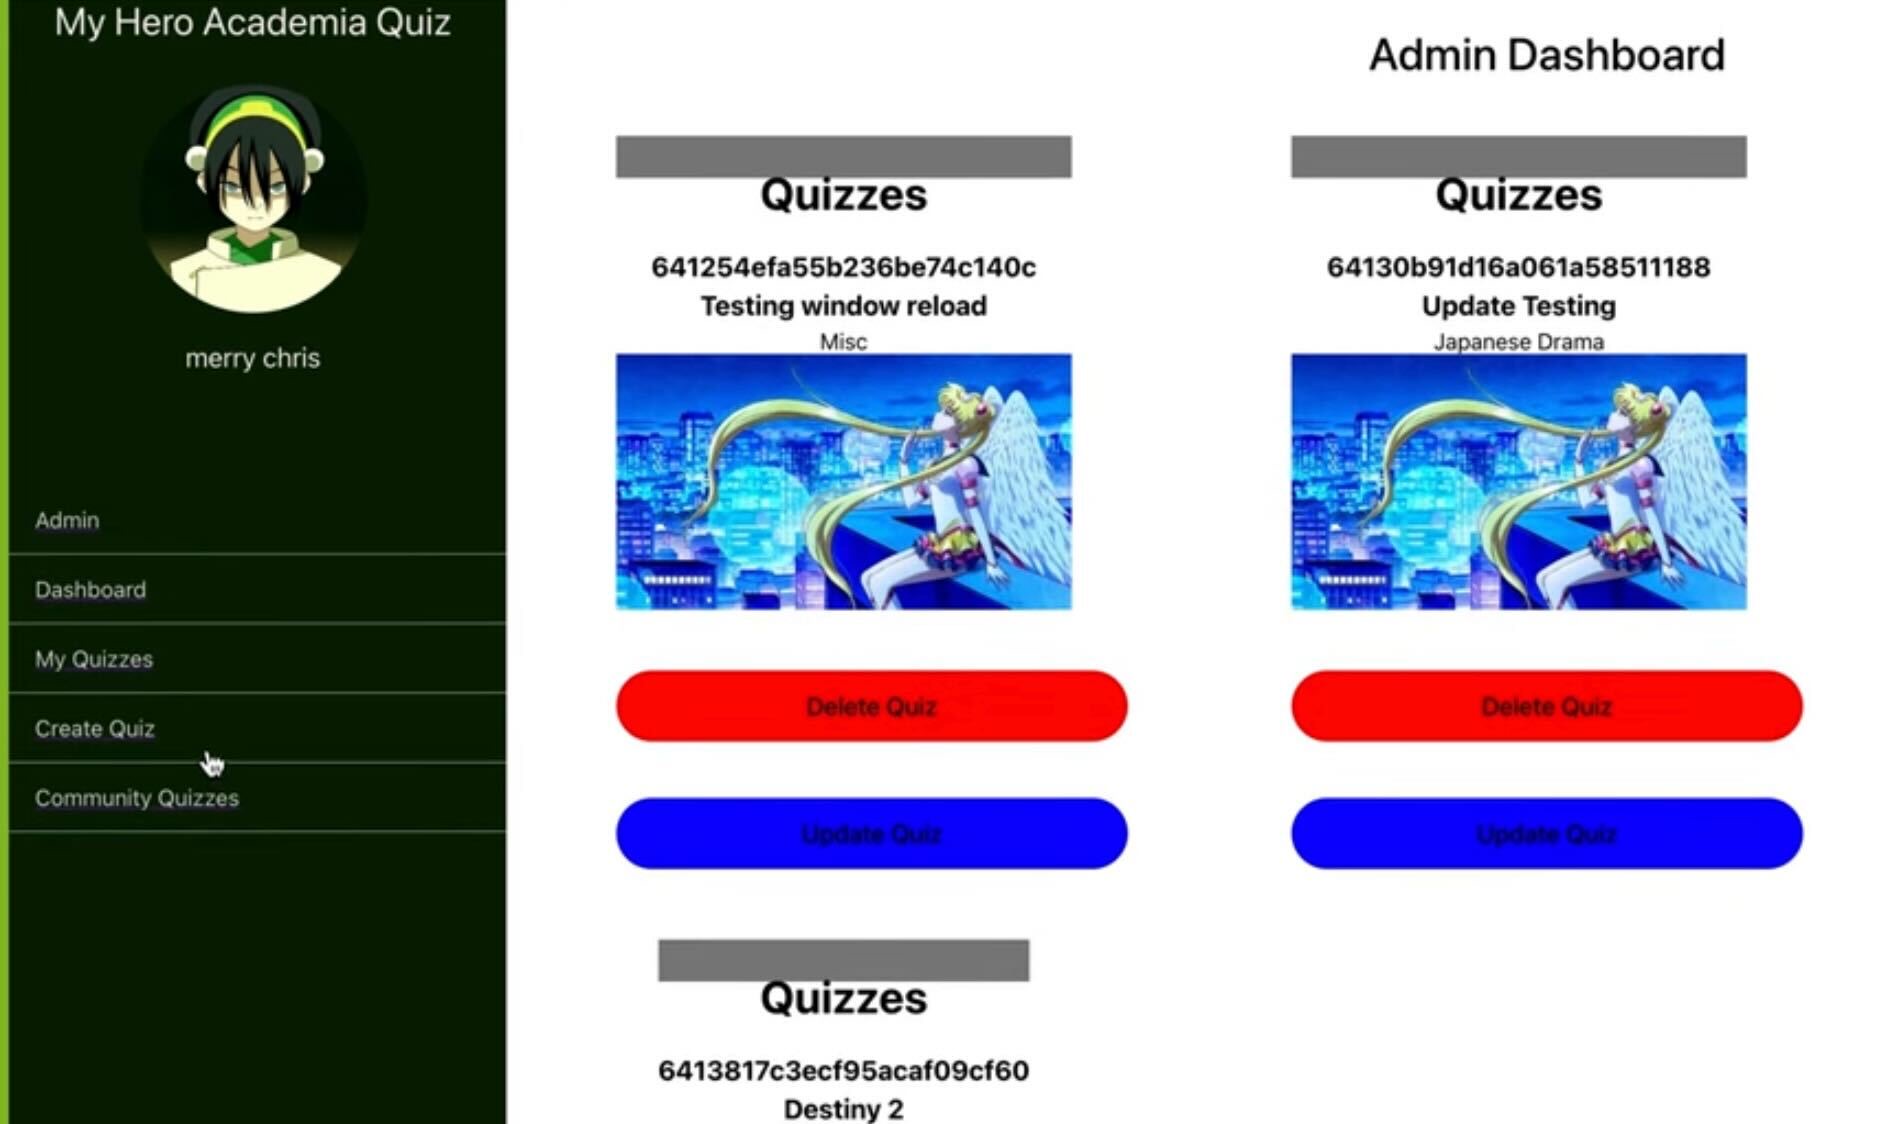 My Hero Academia Quiz
merry chris
Admin
Dashboard
My Quizzes
Create Quiz
Community Quizzes
Admin Dashboard
Quizzes
641254efa55b236be74c140c
Testing window reload
Misc
Delete Quiz
Update Quiz
Quizzes
64130b91d16a061a58511188
Update Testing
Japanese Drama
Delete Quiz
Update Quiz
Quizzes
6413817c3ecf95acaf09cf60
Destiny 2